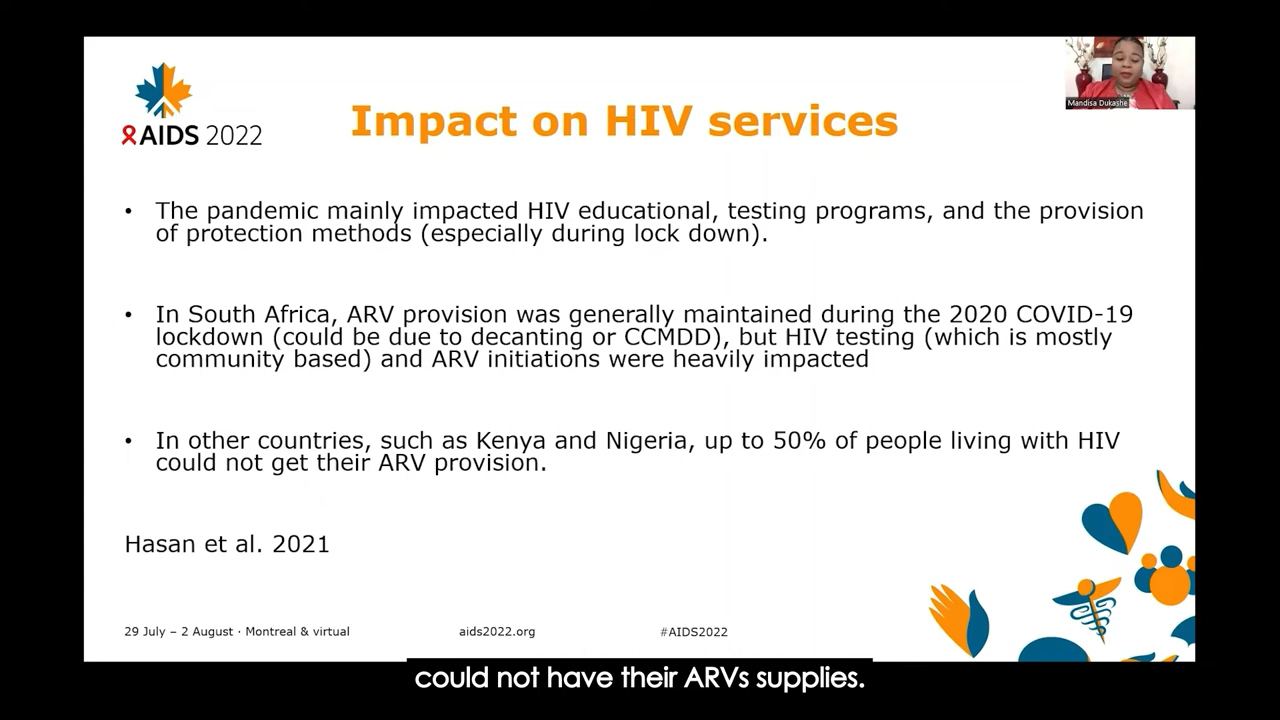 Mandisa Dukashe
AIDS 2022
Impact on HIV services
• The pandemic mainly impacted HIV educational, testing programs, and the provision
of protection methods (especially during lock down).
• In South Africa, ARV provision was generally maintained during the 2020 COVID-19
lockdown (could be due to decanting or CCMDD), but HIV testing (which is mostly
community based) and ARV initiations were heavily impacted
• In other countries, such as Kenya and Nigeria, up to 50% of people living with HIV
could not get their ARV provision.
Hasan et al. 2021
29 July – 2 August · Montreal & virtual
aids2022.org
#AIDS2022
could not have their ARVs supplies.